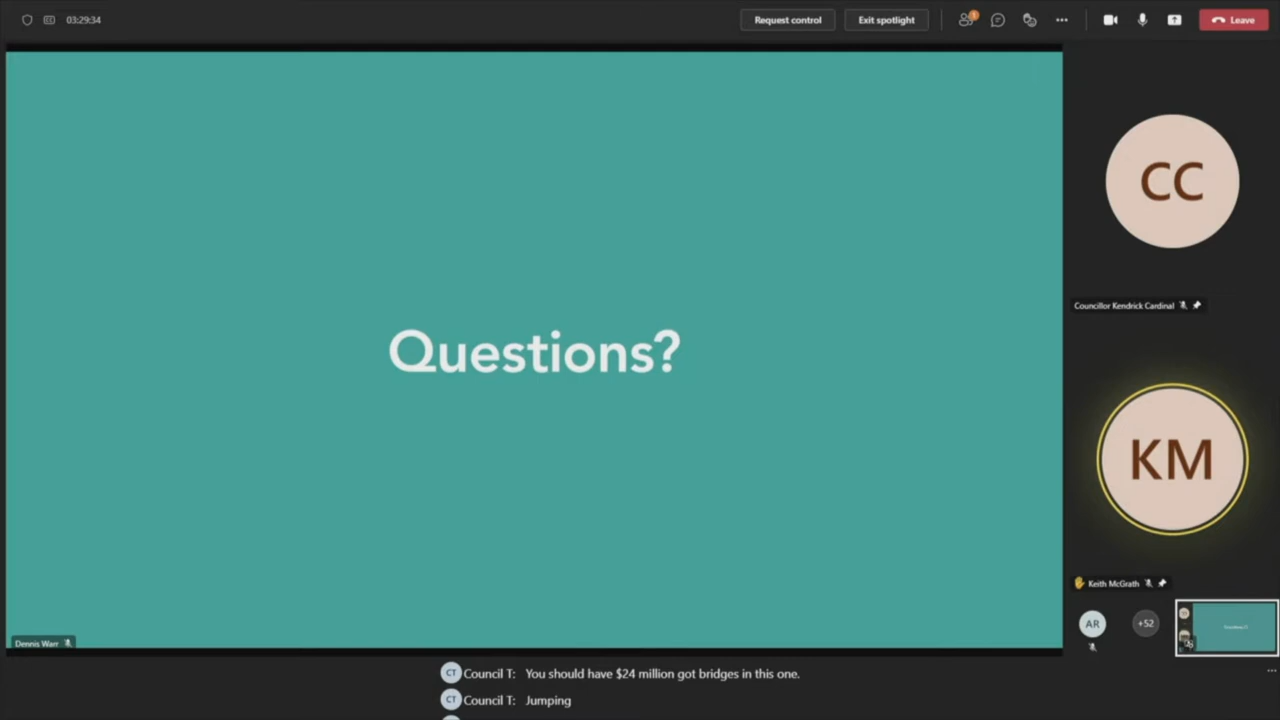 03:29:34
Request control
Exit spotlight
1
Leave
Questions?
CC
Councillor Kendrick Cardinal
KM
Keith McGrath
AR
+52
Dennis Warr
CT Council T: You should have $24 million got bridges in this one.
CT Council T: Jumping